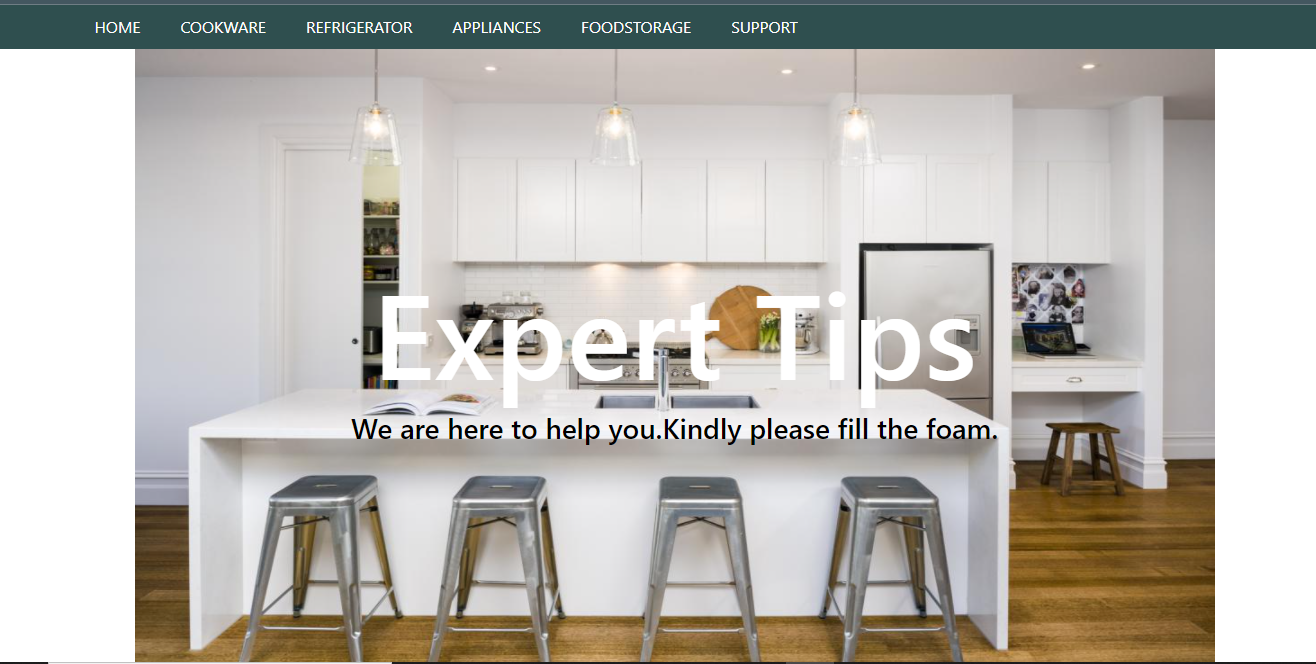 HOME COOKWARE REFRIGERATOR APPLIANCES FOODSTORAGE SUPPORT
Expert Tips
We are here to help you.Kindly please fill the foam.